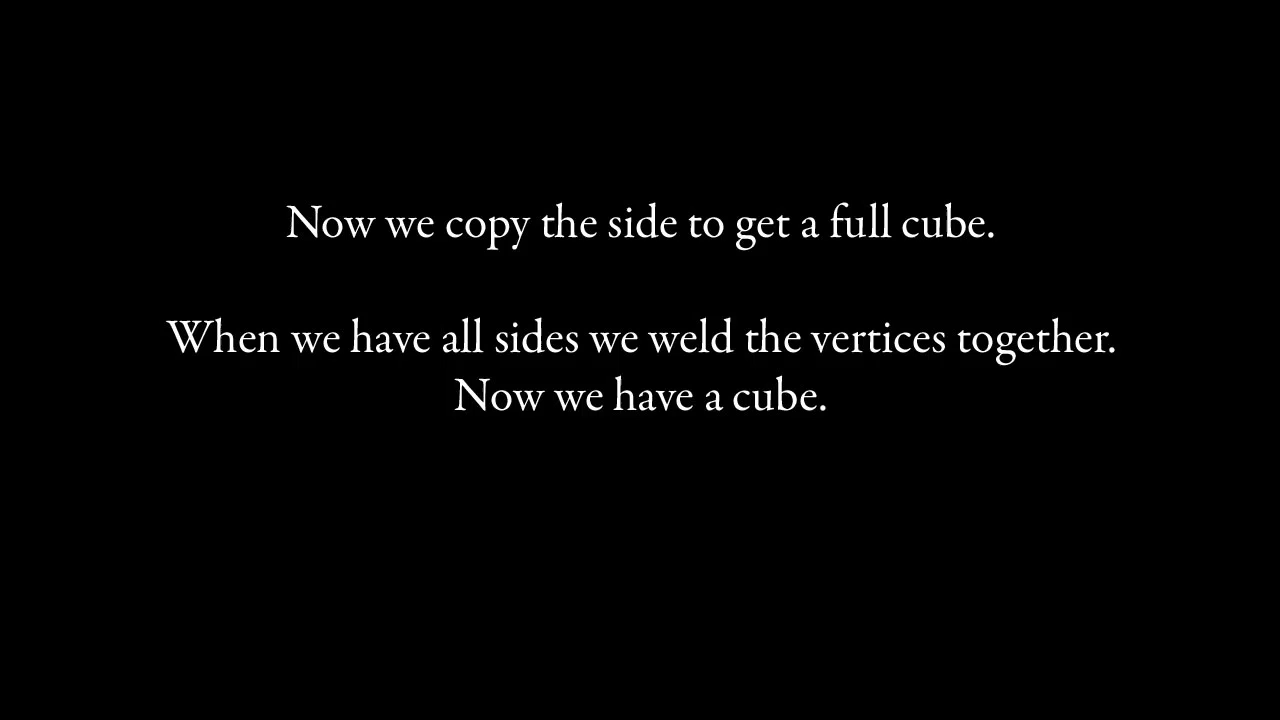 Now we copy the side to get a full cube.
When we have all sides we weld the vertices together.
Now we have a cube.